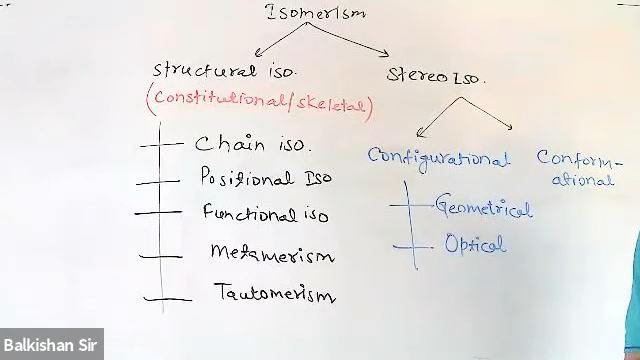 Isomerism
Structural iso.
Stereo Iso.
(Constitutional/skeletal)
Configurational
Conform-
ational
Chain iso.
Positional Iso
Functional iso
Metamerism
Tautomerism
Geometrical
Optical
Balkishan Sir